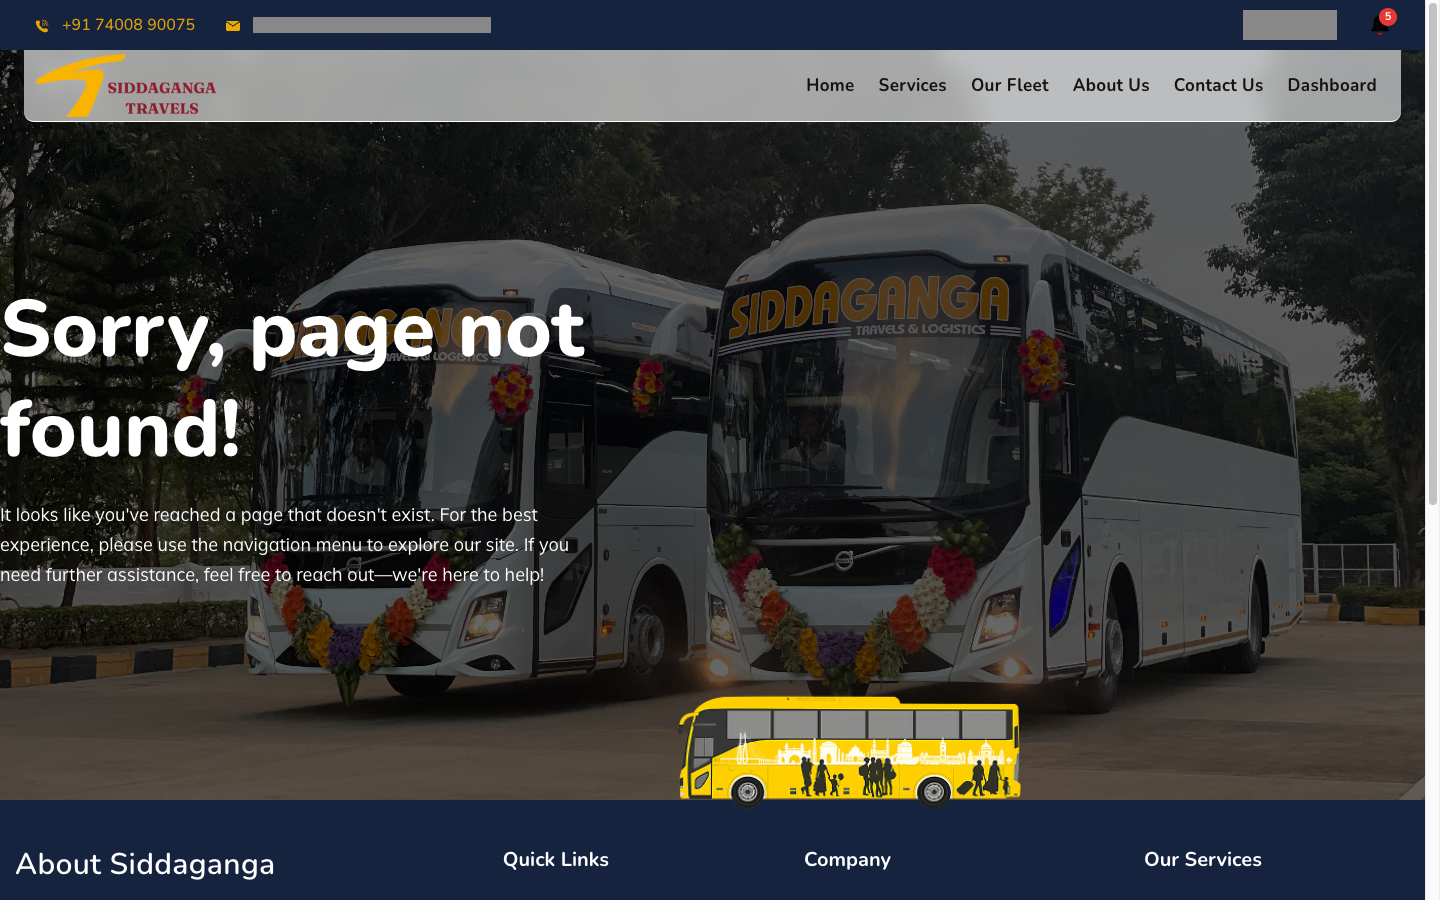 +91 74008 90075
5
SIDDAGANGA
TRAVELS
Home Services Our Fleet About Us Contact Us Dashboard
SIDDAGANGA
TRAVELS & LOGISTICS
SIDDAGANGA
TRAVELS & LOGISTICS
Sorry, page not
found!
It looks like you've reached a page that doesn't exist. For the best
experience, please use the navigation menu to explore our site. If you
need further assistance, feel free to reach out—we're here to help!
About Siddaganga
Quick Links
Company
Our Services